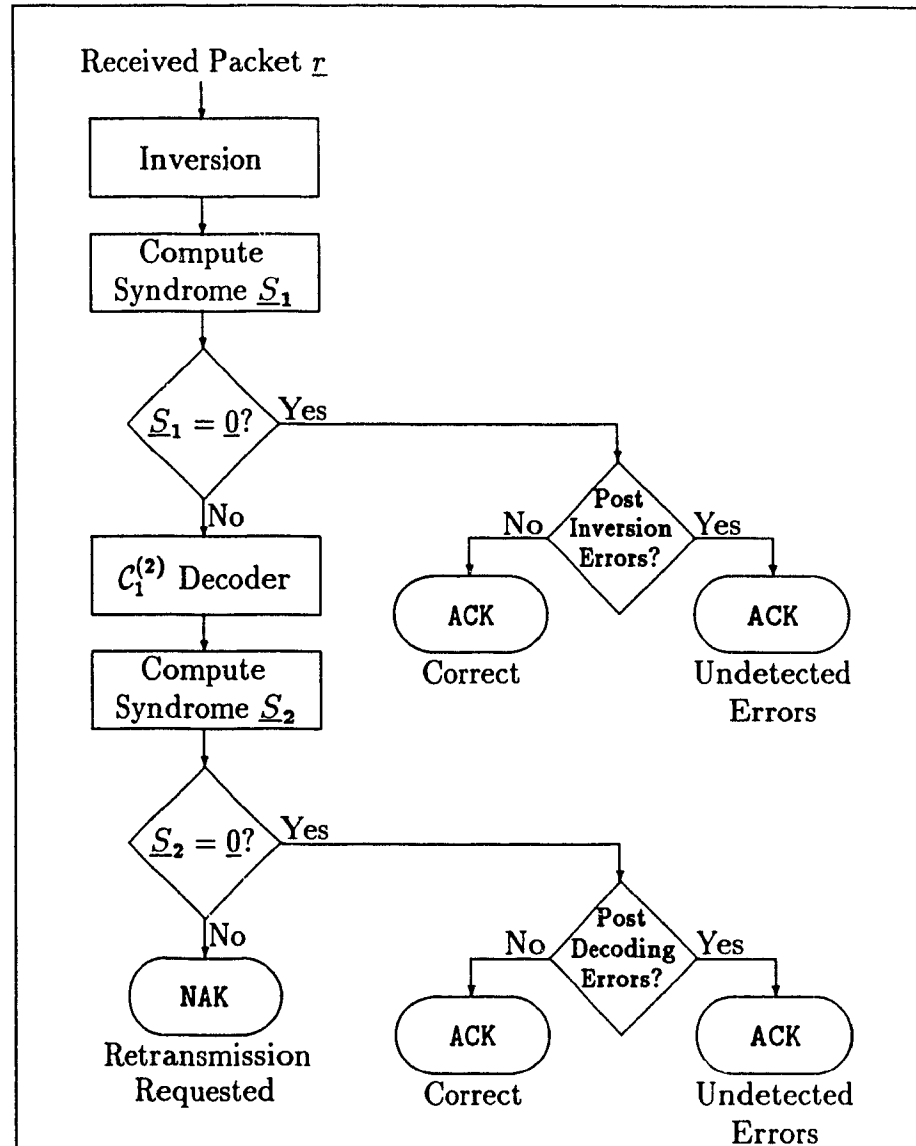 Received Packet r
Inversion
Compute
Syndrome S₁
S₁ = 0?
Yes
No
Post
Inversion
Errors?
No
Yes
ACK
Correct
ACK
Undetected
Errors
C₁⁽²⁾ Decoder
Compute
Syndrome S₂
S₂ = 0?
Yes
No
Post
Decoding
Errors?
No
Yes
NAK
Retransmission
Requested
ACK
Correct
ACK
Undetected
Errors